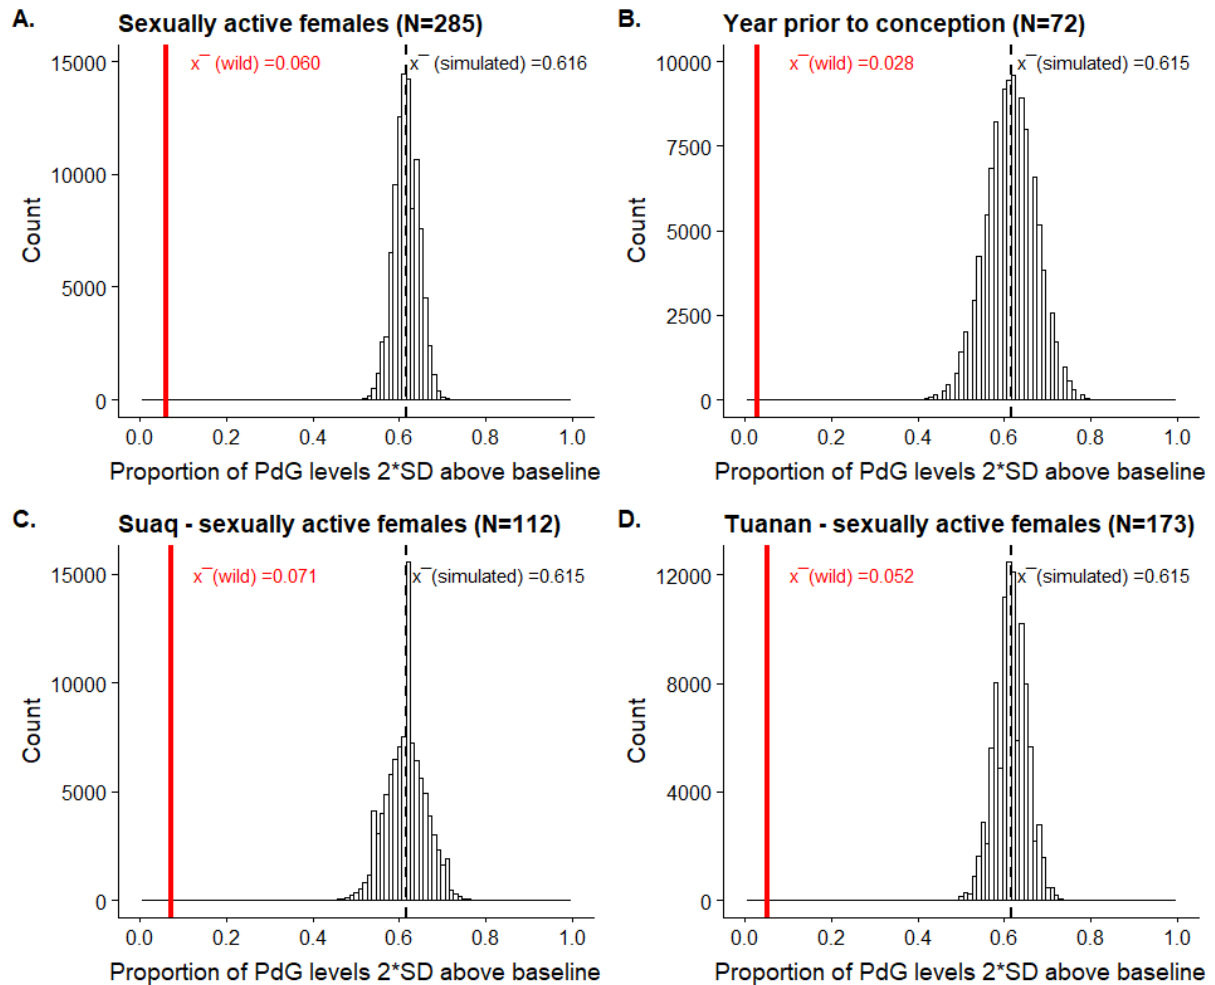 A.
Sexually active females (N=285)
x̄ (wild) =0.060
x̄ (simulated) =0.616
15000
10000
5000
0
Count
0.0 0.2 0.4 0.6 0.8 1.0
Proportion of PdG levels 2*SD above baseline
B.
Year prior to conception (N=72)
x̄(wild) =0.028
x̄(simulated) =0.615
10000
7500
5000
2500
0
Count
0.0 0.2 0.4 0.6 0.8 1.0
Proportion of PdG levels 2*SD above baseline
C.
Suaq - sexually active females (N=112)
x̄(wild) =0.071
x̄(simulated) =0.615
15000
10000
5000
0
Count
0.0 0.2 0.4 0.6 0.8 1.0
Proportion of PdG levels 2*SD above baseline
D.
Tuanan - sexually active females (N=173)
x̄(wild) =0.052
x̄(simulated) =0.615
12000
8000
4000
0
Count
0.0 0.2 0.4 0.6 0.8 1.0
Proportion of PdG levels 2*SD above baseline